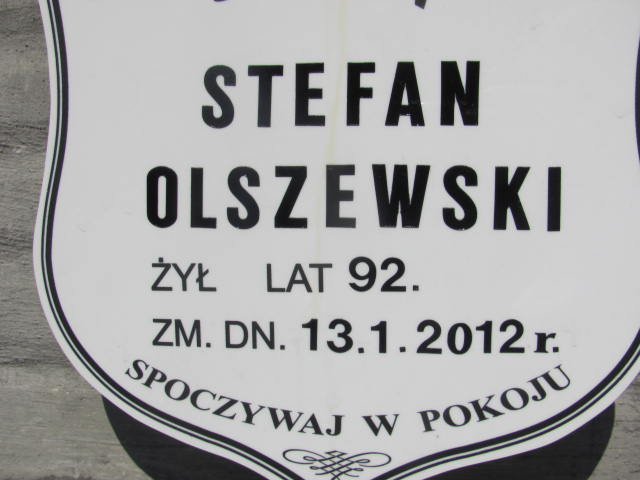 STEFAN
OLSZEWSKI
ŻYŁ LAT 92.
ZM. DN. 13.1.2012 r.
SPOCZYWAJ W POKOJU